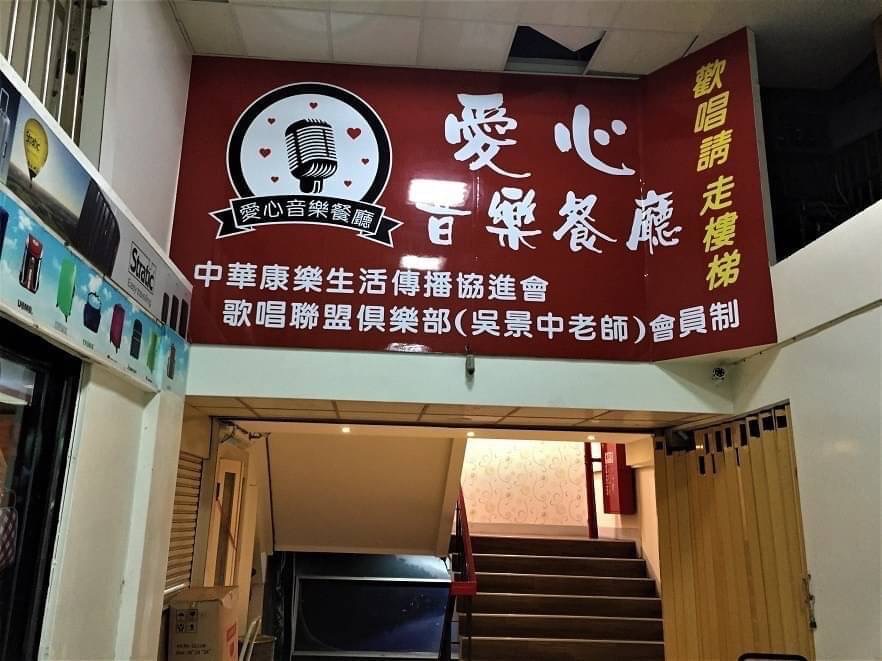 愛心
音樂餐廳
愛心音樂餐廳
歡唱請走樓梯
中華康樂生活傳播協進會
歌唱聯盟俱樂部(吳景中老師)會員制
Stratic
Stratic